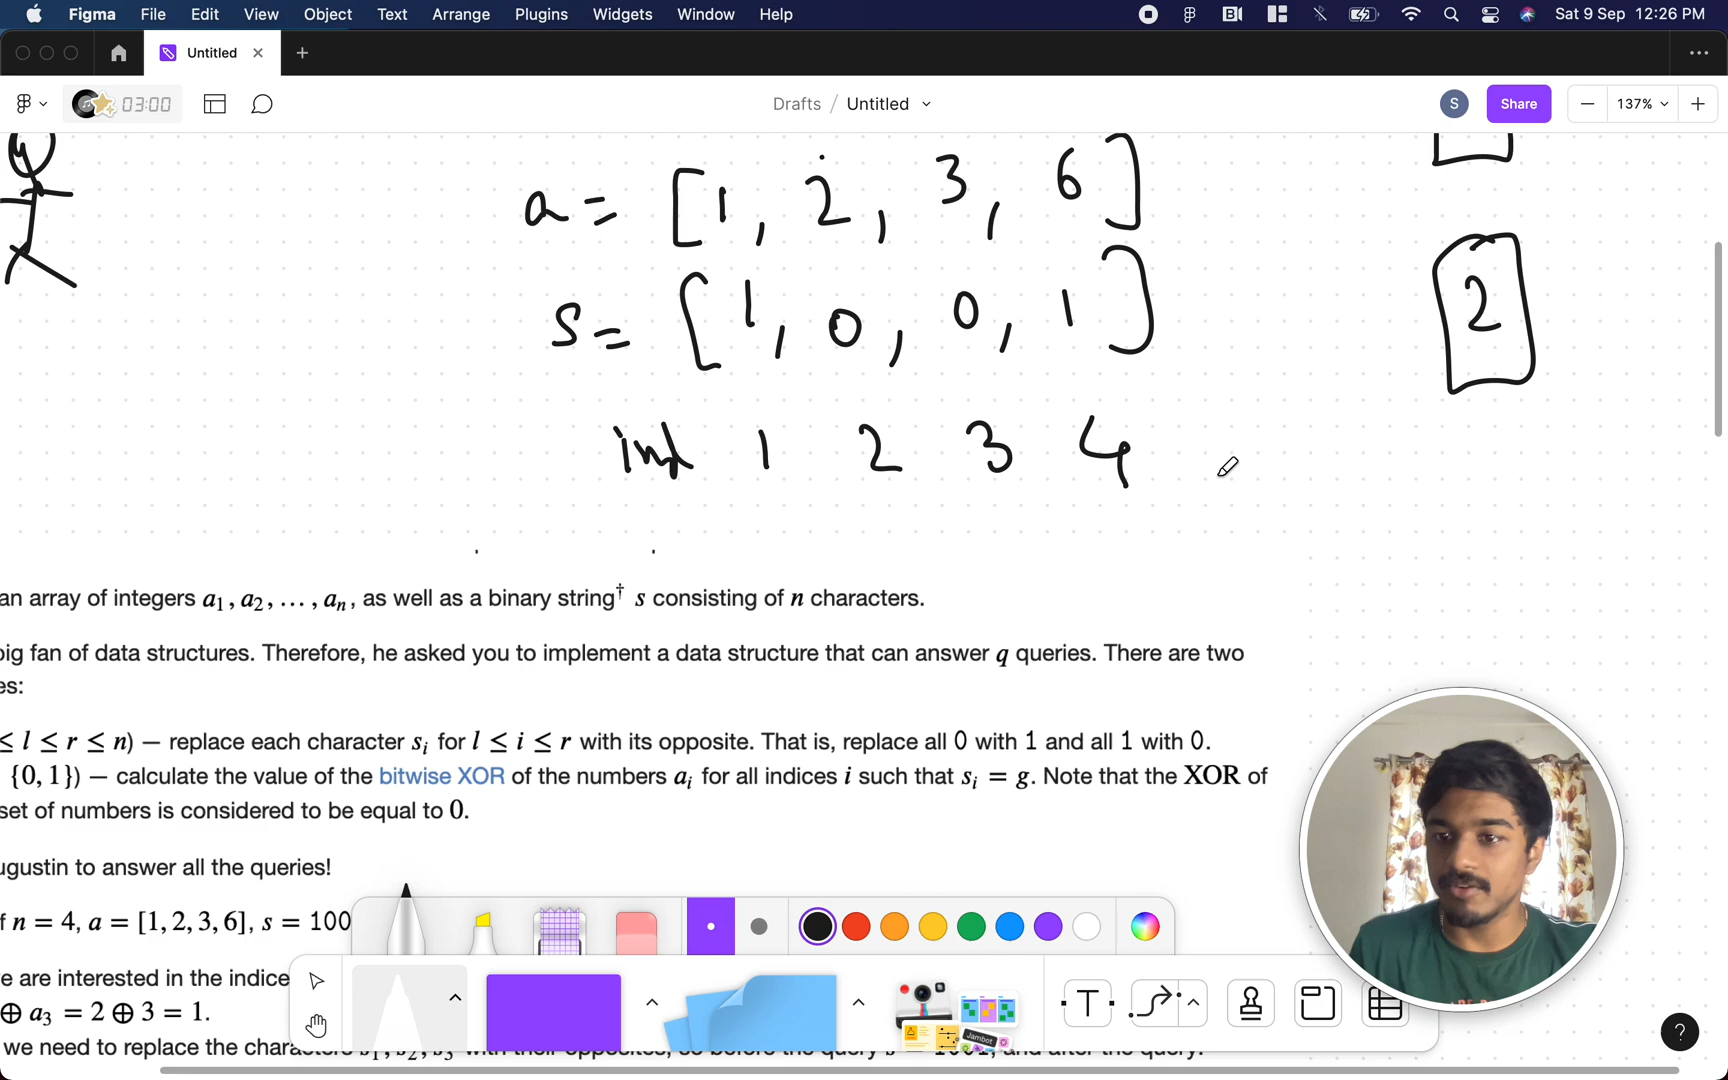 Figma File Edit View Object Text Arrange Plugins Widgets Window Help Sat 9 Sep 12:26 PM
Untitled
03:00 Drafts / Untitled S Share 137%
a = [1, 2, 3, 6]
s = [1, 0, 0, 1]
2
ind 1 2 3 4
an array of integers a₁, a₂, …, aₙ, as well as a binary string† s consisting of n characters.
big fan of data structures. Therefore, he asked you to implement a data structure that can answer q queries. There are two
es:
≤ l ≤ r ≤ n) — replace each character sᵢ for l ≤ i ≤ r with its opposite. That is, replace all 0 with 1 and all 1 with 0.
{0, 1}) — calculate the value of the bitwise XOR of the numbers aᵢ for all indices i such that sᵢ = g. Note that the XOR of
set of numbers is considered to be equal to 0.
ugustin to answer all the queries!
f n = 4, a = [1, 2, 3, 6], s = 100
e are interested in the indice
⊕ a₃ = 2 ⊕ 3 = 1.
we need to replace the chara
T
Jambot
?